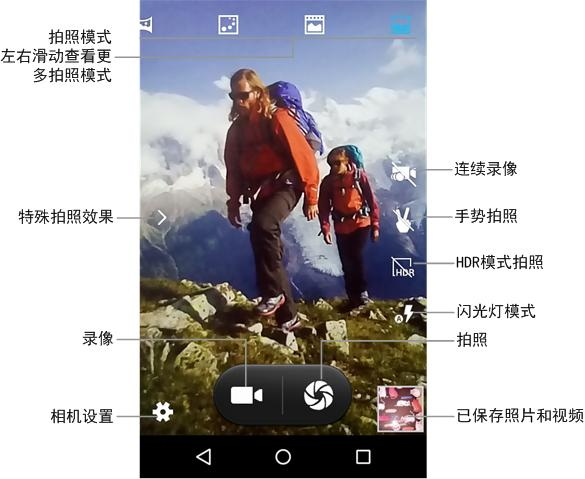 拍照模式
左右滑动查看更
多拍照模式
连续录像
特殊拍照效果
手势拍照
HDR
HDR模式拍照
A
闪光灯模式
录像
拍照
相机设置
已保存照片和视频